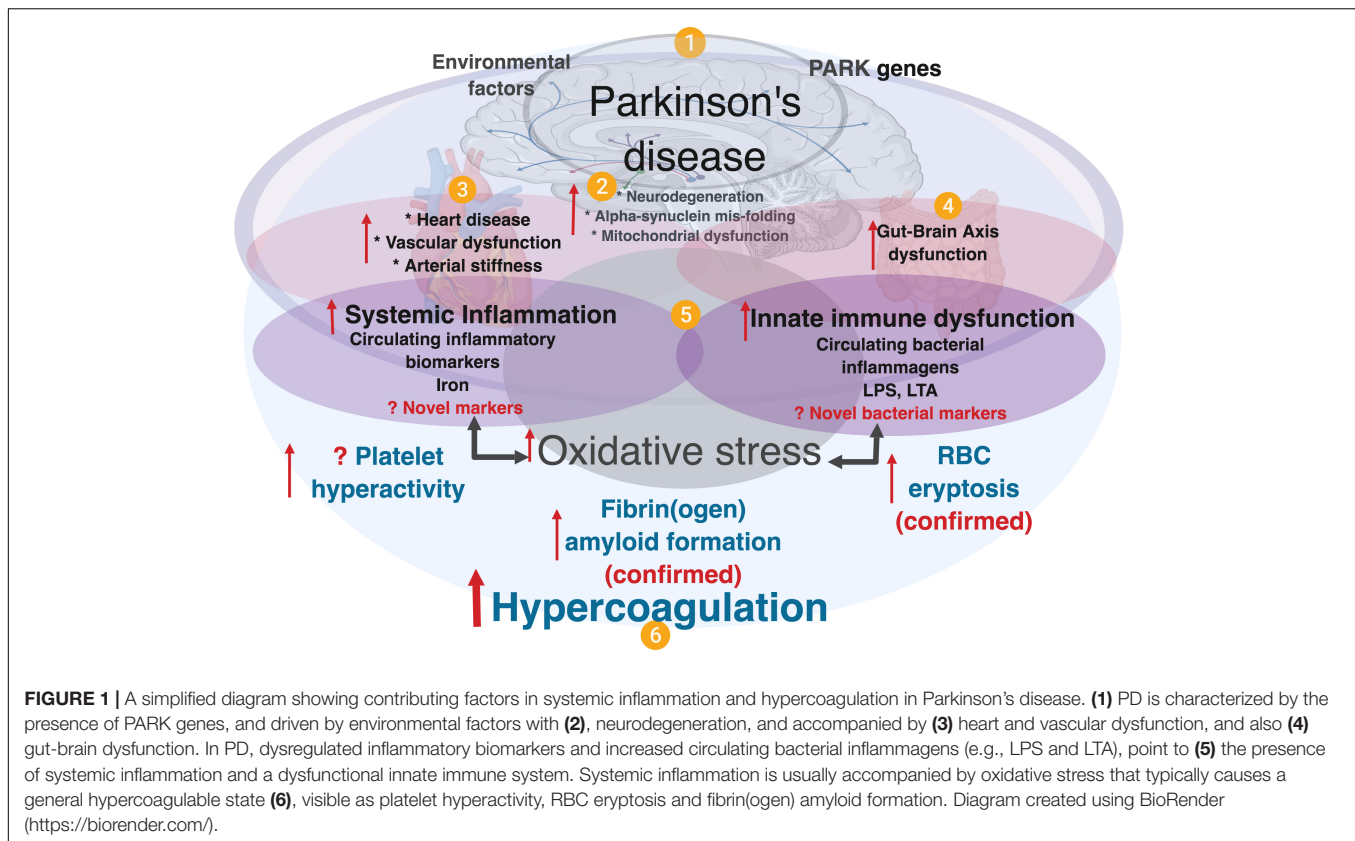 1
Environmental
factors
PARK genes
Parkinson's
disease
2
* Neurodegeneration
* Alpha-synuclein mis-folding
* Mitochondrial dysfunction
3
* Heart disease
* Vascular dysfunction
* Arterial stiffness
4
Gut-Brain Axis
dysfunction
5
Systemic Inflammation
Circulating inflammatory
biomarkers
Iron
? Novel markers
Innate immune dysfunction
Circulating bacterial
inflammagens
LPS, LTA
? Novel bacterial markers
Oxidative stress
? Platelet
hyperactivity
RBC
eryptosis
(confirmed)
Fibrin(ogen)
amyloid formation
(confirmed)
Hypercoagulation
6
FIGURE 1 | A simplified diagram showing contributing factors in systemic inflammation and hypercoagulation in Parkinson's disease. (1) PD is characterized by the
presence of PARK genes, and driven by environmental factors with (2), neurodegeneration, and accompanied by (3) heart and vascular dysfunction, and also (4)
gut-brain dysfunction. In PD, dysregulated inflammatory biomarkers and increased circulating bacterial inflammagens (e.g., LPS and LTA), point to (5) the presence
of systemic inflammation and a dysfunctional innate immune system. Systemic inflammation is usually accompanied by oxidative stress that typically causes a
general hypercoagulable state (6), visible as platelet hyperactivity, RBC eryptosis and fibrin(ogen) amyloid formation. Diagram created using BioRender
(https://biorender.com/).